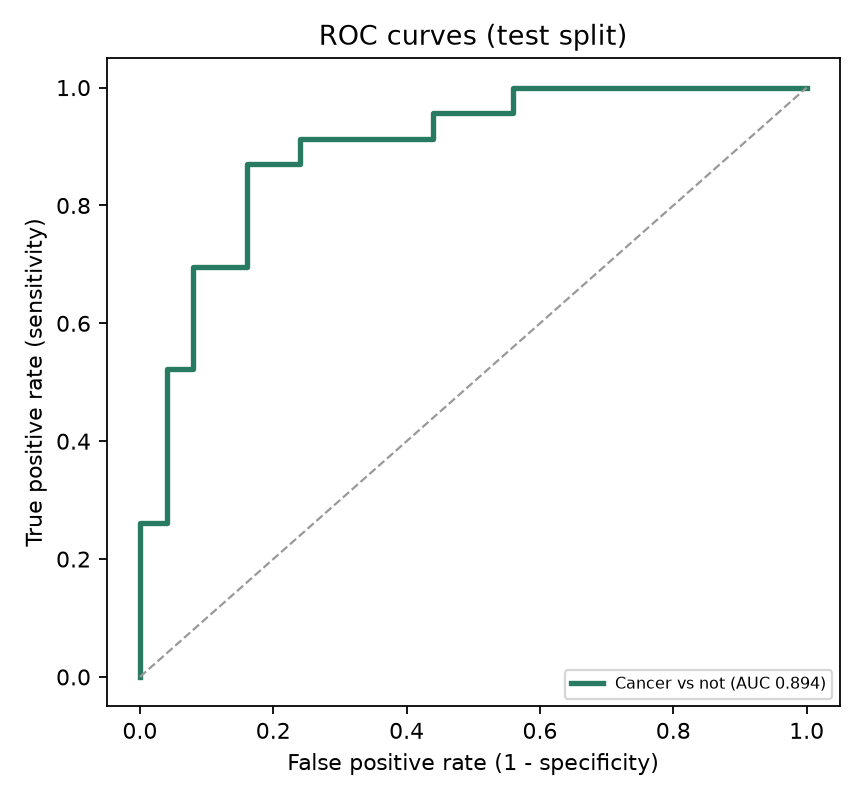 ROC curves (test split)
1.0
0.8
0.6
0.4
0.2
0.0
True positive rate (sensitivity)
Cancer vs not (AUC 0.894)
0.0 0.2 0.4 0.6 0.8 1.0
False positive rate (1 - specificity)